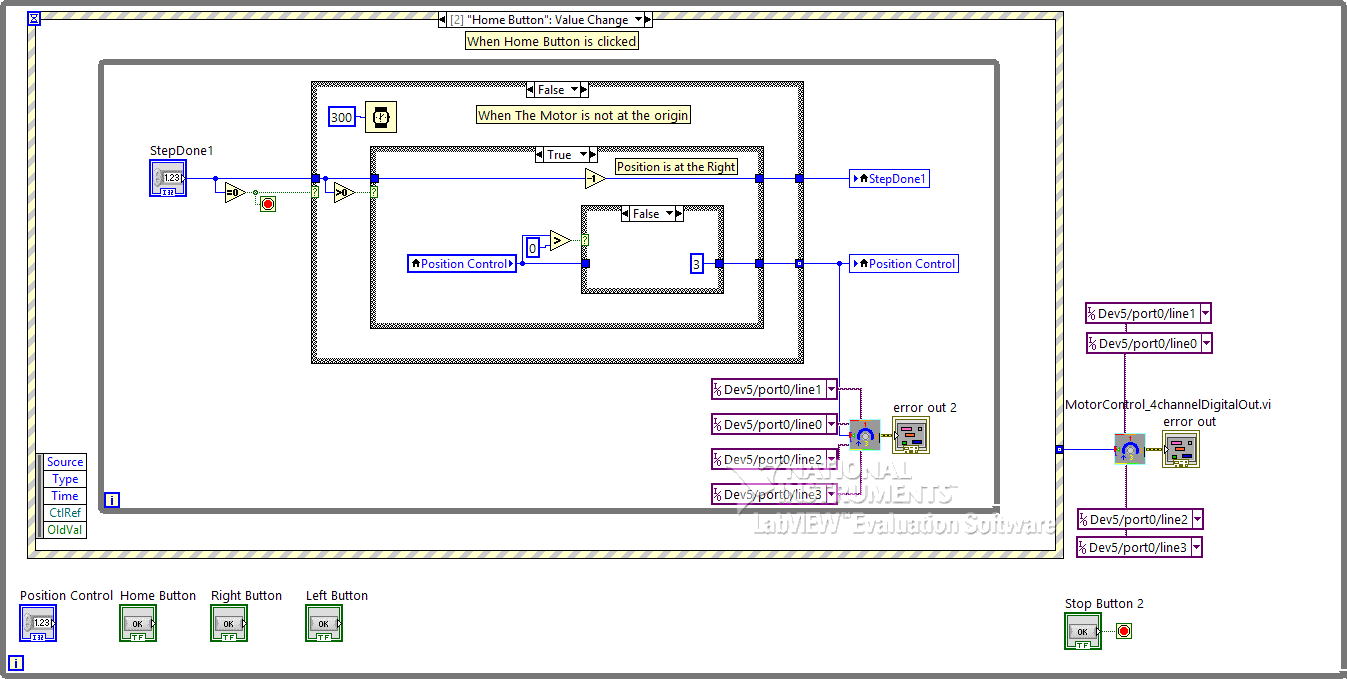 [2] "Home Button": Value Change
When Home Button is clicked
False
300
When The Motor is not at the origin
True
Position is at the Right
StepDone1
1.23
I32
=0
?
>0
?
-1
StepDone1
False
Position Control
0
>
?
3
Position Control
Dev5/port0/line1
Dev5/port0/line0
Dev5/port0/line1
Dev5/port0/line0
Dev5/port0/line2
Dev5/port0/line3
error out 2
MotorControl_4channelDigitalOut.vi
error out
Source
Type
Time
CtlRef
OldVal
i
NATIONAL
INSTRUMENTS™
LabVIEW™ Evaluation Software
Dev5/port0/line2
Dev5/port0/line3
Position Control
Home Button
Right Button
Left Button
Stop Button 2
1.23
I32
OK
TF
OK
TF
OK
TF
OK
TF
i